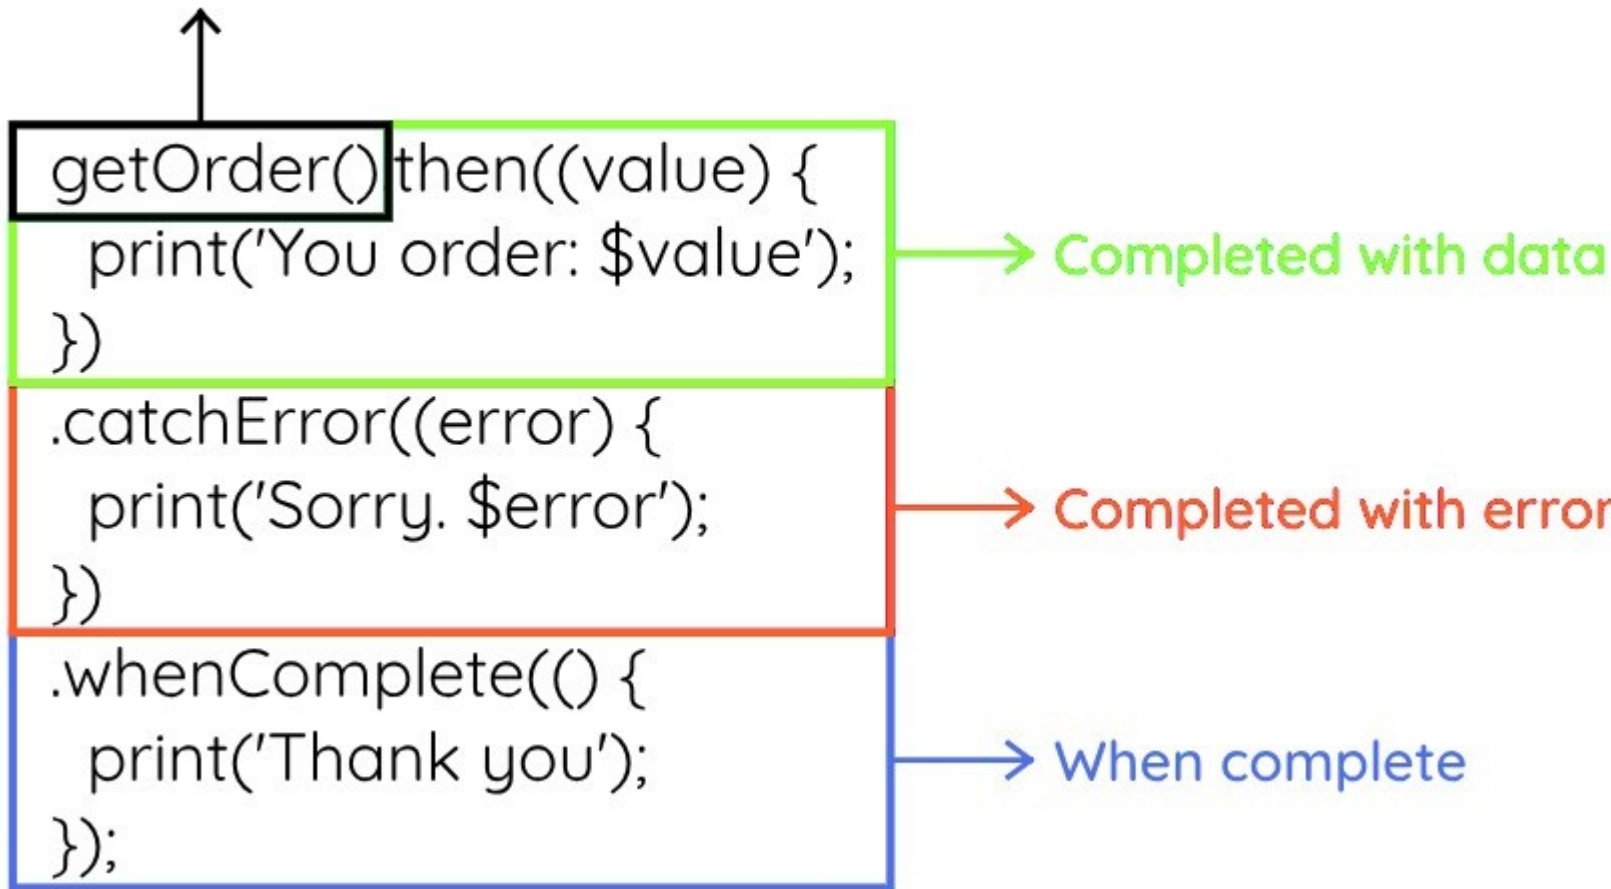 getOrder() then((value) {
print('You order: $value');
})
Completed with data
.catchError((error) {
print('Sorry. $error');
})
Completed with error
.whenComplete(() {
print('Thank you');
});
When complete